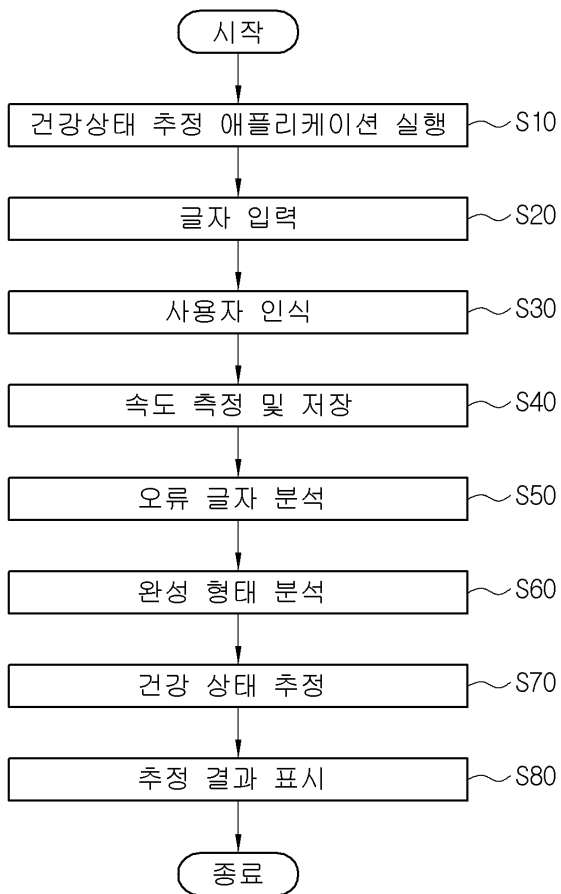 시작
건강상태 추정 애플리케이션 실행 S10
글자 입력 S20
사용자 인식 S30
속도 측정 및 저장 S40
오류 글자 분석 S50
완성 형태 분석 S60
건강 상태 추정 S70
추정 결과 표시 S80
종료